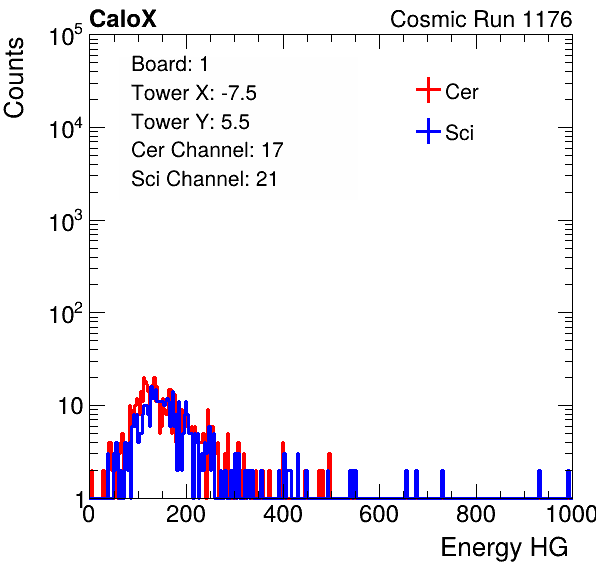 CaloX Cosmic Run 1176
Counts
10^5
10^4
10^3
10^2
10
1
Board: 1
Tower X: -7.5
Tower Y: 5.5
Cer Channel: 17
Sci Channel: 21
Cer
Sci
0 200 400 600 800 1000
Energy HG